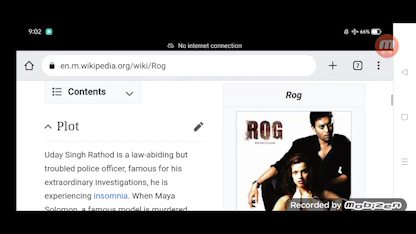 9:02
66%
No internet connection
en.m.wikipedia.org/wiki/Rog
7
Contents
Plot
Uday Singh Rathod is a law-abiding but
troubled police officer, famous for his
extraordinary investigations, he is
experiencing insomnia. When Maya
Solomon, a famous model is murdered
Rog
ROG
Recorded by
MOBIZEN